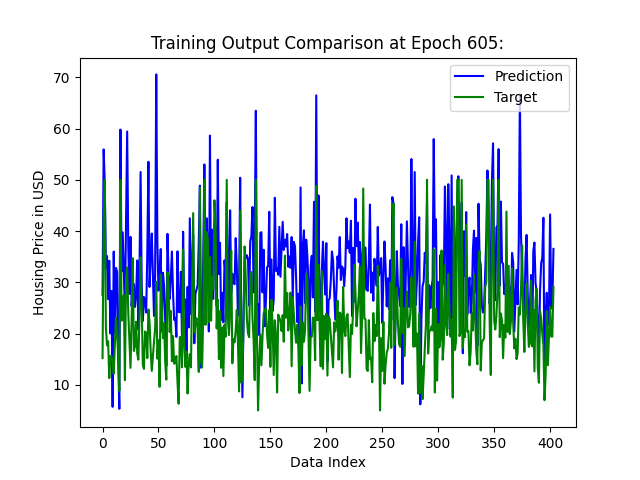 Training Output Comparison at Epoch 605:
Prediction
Target
Housing Price in USD
70
60
50
40
30
20
10
0 50 100 150 200 250 300 350 400
Data Index